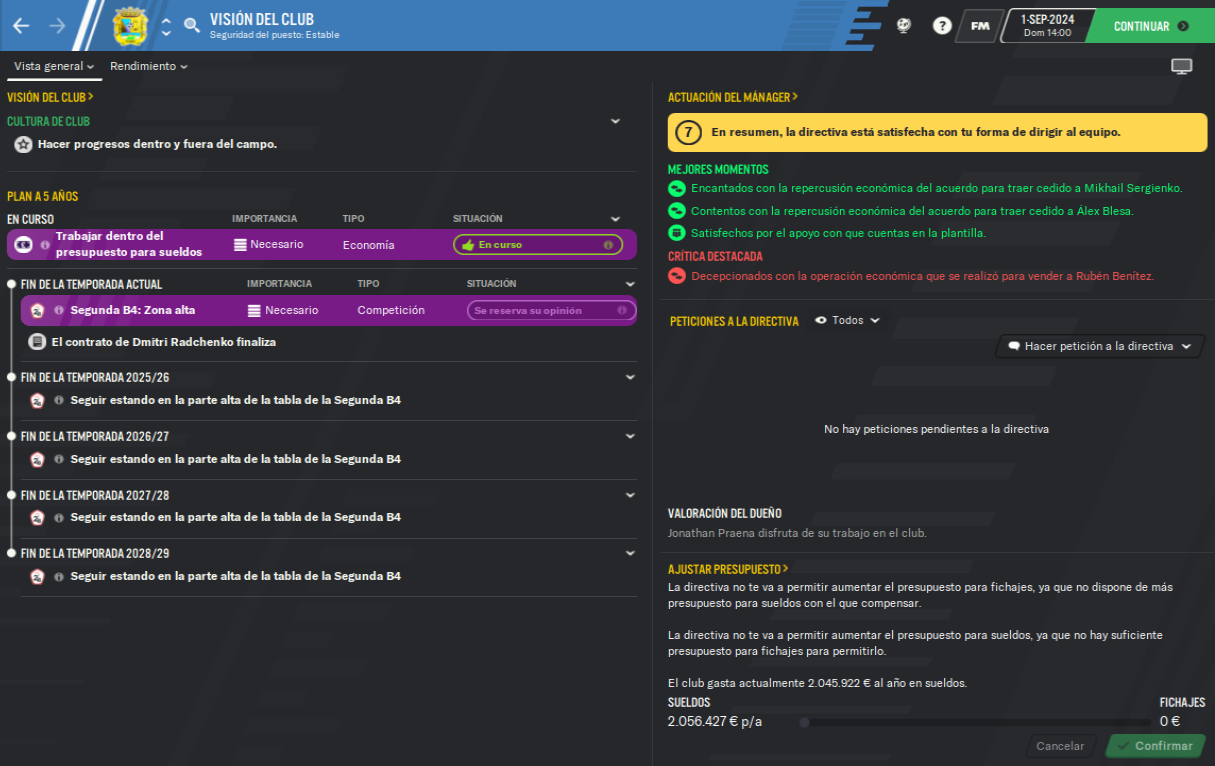 VISIÓN DEL CLUB
Seguridad del puesto: Estable
?
FM
1-SEP-2024
Dom 14:00
CONTINUAR
Vista general
Rendimiento
VISIÓN DEL CLUB
CULTURA DE CLUB
Hacer progresos dentro y fuera del campo.
PLAN A 5 AÑOS
EN CURSO IMPORTANCIA TIPO SITUACIÓN
Trabajar dentro del
presupuesto para sueldos
Necesario Economía En curso
FIN DE LA TEMPORADA ACTUAL IMPORTANCIA TIPO SITUACIÓN
Segunda B4: Zona alta Necesario Competición Se reserva su opinión
El contrato de Dmitri Radchenko finaliza
FIN DE LA TEMPORADA 2025/26
Seguir estando en la parte alta de la tabla de la Segunda B4
FIN DE LA TEMPORADA 2026/27
Seguir estando en la parte alta de la tabla de la Segunda B4
FIN DE LA TEMPORADA 2027/28
Seguir estando en la parte alta de la tabla de la Segunda B4
FIN DE LA TEMPORADA 2028/29
Seguir estando en la parte alta de la tabla de la Segunda B4
ACTUACIÓN DEL MÁNAGER
7 En resumen, la directiva está satisfecha con tu forma de dirigir al equipo.
MEJORES MOMENTOS
Encantados con la repercusión económica del acuerdo para traer cedido a Mikhail Sergienko.
Contentos con la repercusión económica del acuerdo para traer cedido a Álex Blesa.
Satisfechos por el apoyo con que cuentas en la plantilla.
CRÍTICA DESTACADA
Decepcionados con la operación económica que se realizó para vender a Rubén Benítez.
PETICIONES A LA DIRECTIVA Todos
Hacer petición a la directiva
No hay peticiones pendientes a la directiva
VALORACIÓN DEL DUEÑO
Jonathan Praena disfruta de su trabajo en el club.
AJUSTAR PRESUPUESTO
La directiva no te va a permitir aumentar el presupuesto para fichajes, ya que no dispone de más
presupuesto para sueldos con el que compensar.
La directiva no te va a permitir aumentar el presupuesto para sueldos, ya que no hay suficiente
presupuesto para fichajes para permitirlo.
El club gasta actualmente 2.045.922 € al año en sueldos.
SUELDOS FICHAJES
2.056.427 € p/a 0 €
Cancelar Confirmar